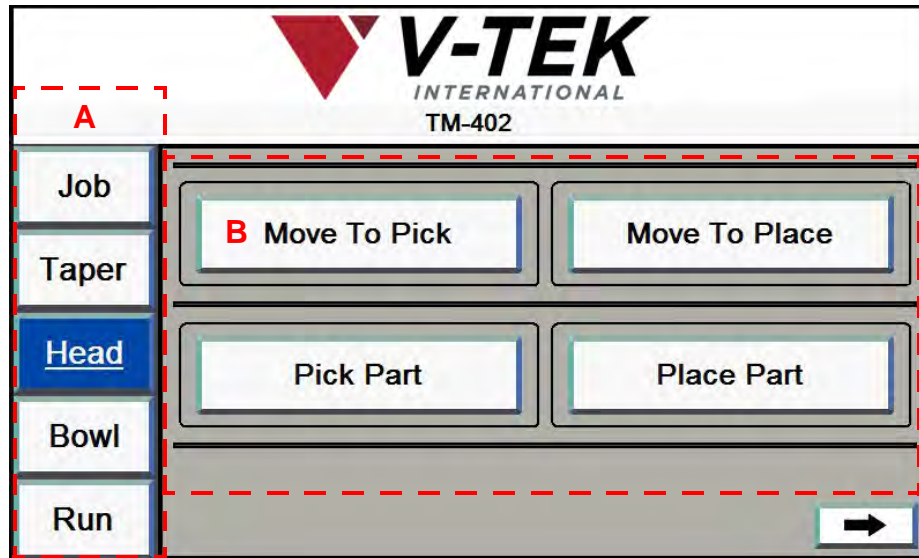 V-TEK
INTERNATIONAL
TM-402
A
Job
Taper
Head
Bowl
Run
B Move To Pick
Move To Place
Pick Part
Place Part